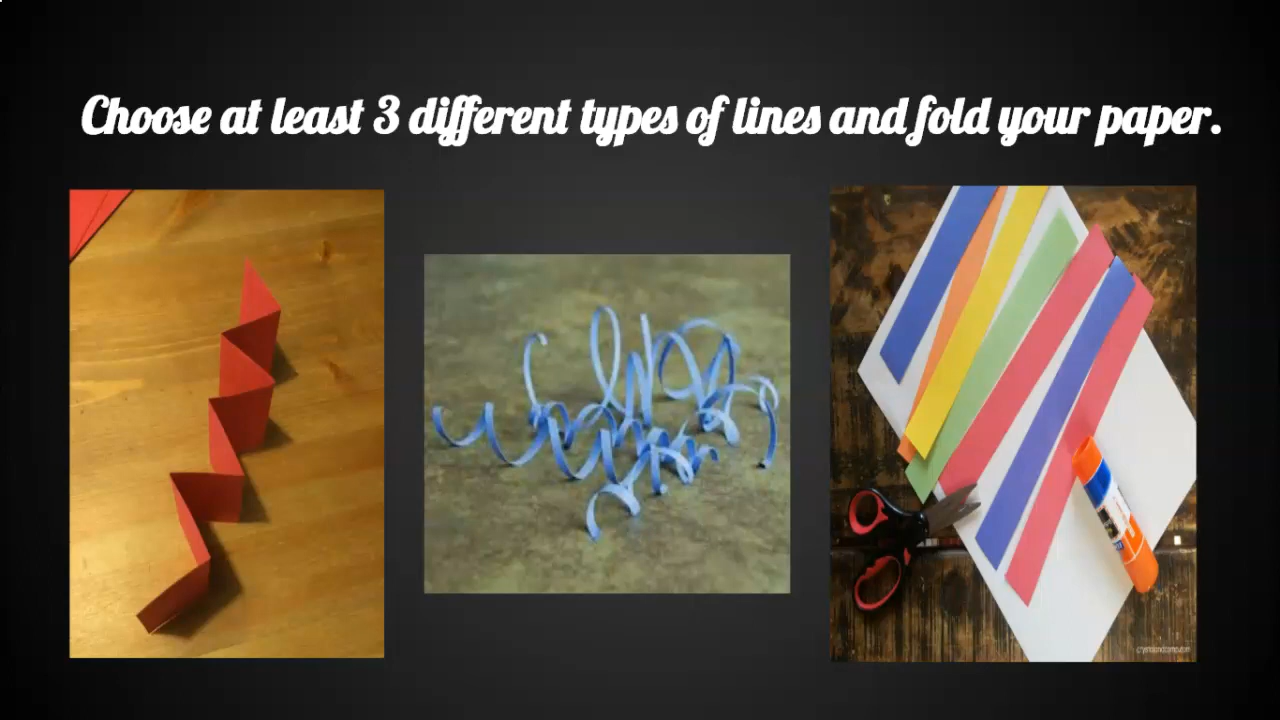 Choose at least 3 different types of lines and fold your paper.